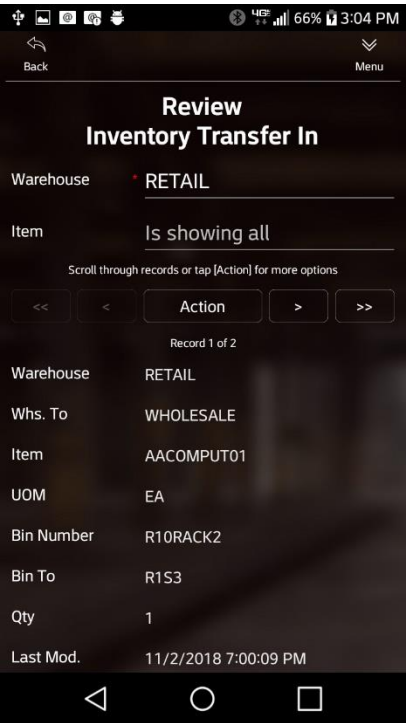 4GE 66% 3:04 PM
Back Menu
Review
Inventory Transfer In
Warehouse * RETAIL
Item Is showing all
Scroll through records or tap [Action] for more options
<< < Action > >>
Record 1 of 2
Warehouse RETAIL
Whs. To WHOLESALE
Item AACOMPUT01
UOM EA
Bin Number R10RACK2
Bin To R1S3
Qty 1
Last Mod. 11/2/2018 7:00:09 PM